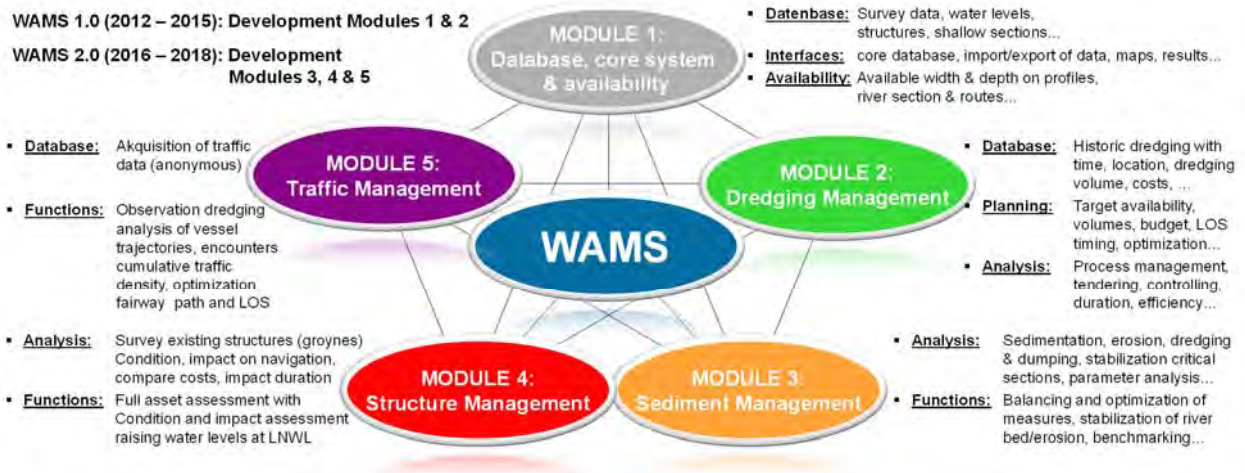 WAMS 1.0 (2012 – 2015): Development Modules 1 & 2
WAMS 2.0 (2016 – 2018): Development
Modules 3, 4 & 5
MODULE 1:
Database, core system
& availability
▪ Datenbase: Survey data, water levels,
structures, shallow sections...
▪ Interfaces: core database, import/export of data, maps, results...
▪ Availability: Available width & depth on profiles,
river section & routes...
▪ Database: Akquisition of traffic
data (anonymous)
▪ Functions: Observation dredging
analysis of vessel
trajectories, encounters
cumulative traffic
density, optimization
fairway path and LOS
MODULE 5:
Traffic Management
MODULE 2:
Dredging Management
▪ Database: Historic dredging with
time, location, dredging
volume, costs, ...
▪ Planning: Target availability,
volumes, budget, LOS
timing, optimization...
▪ Analysis: Process management,
tendering, controlling,
duration, efficiency...
WAMS
▪ Analysis: Survey existing structures (groynes)
Condition, impact on navigation,
compare costs, impact duration
▪ Functions: Full asset assessment with
Condition and impact assessment
raising water levels at LNWL
MODULE 4:
Structure Management
MODULE 3:
Sediment Management
▪ Analysis: Sedimentation, erosion, dredging
& dumping, stabilization critical
sections, parameter analysis...
▪ Functions: Balancing and optimization of
measures, stabilization of river
bed/erosion, benchmarking...